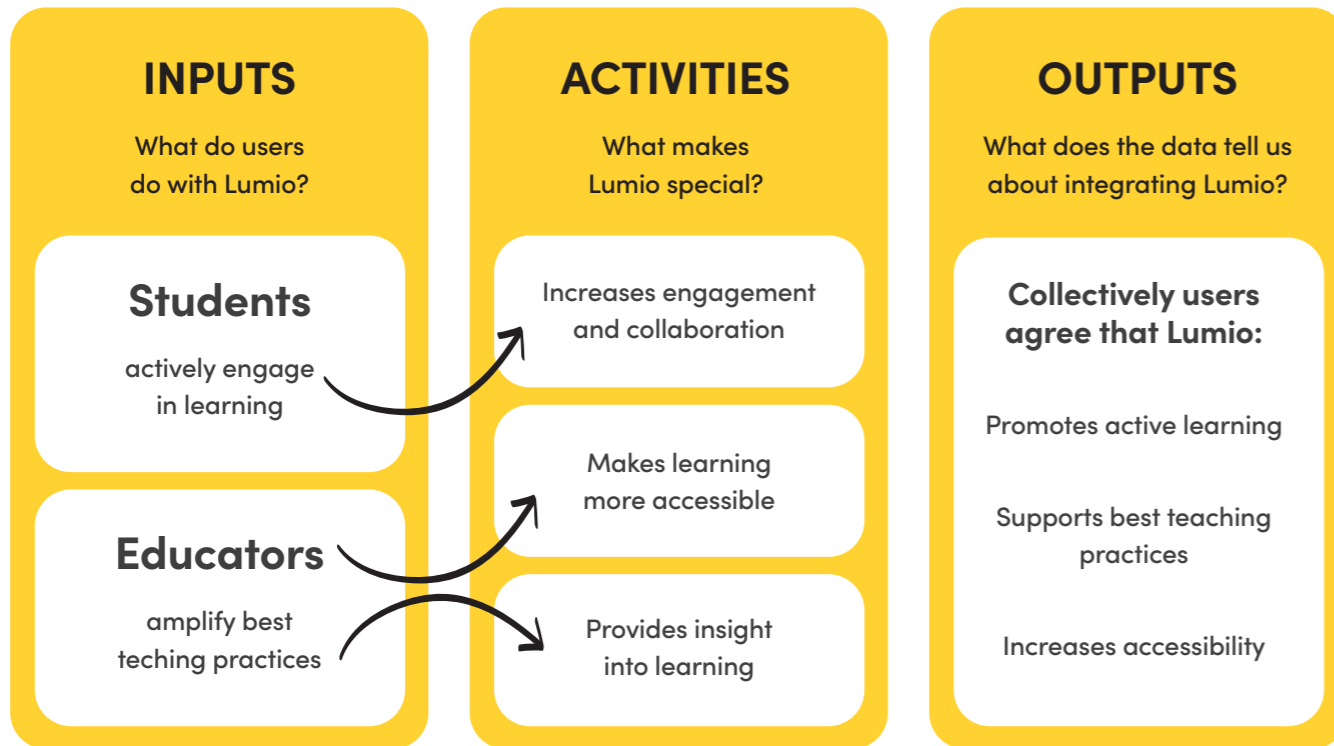 INPUTS
What do users
do with Lumio?
Students
actively engage
in learning
Educators
amplify best
teching practices
ACTIVITIES
What makes
Lumio special?
Increases engagement
and collaboration
Makes learning
more accessible
Provides insight
into learning
OUTPUTS
What does the data tell us
about integrating Lumio?
Collectively users
agree that Lumio:
Promotes active learning
Supports best teaching
practices
Increases accessibility